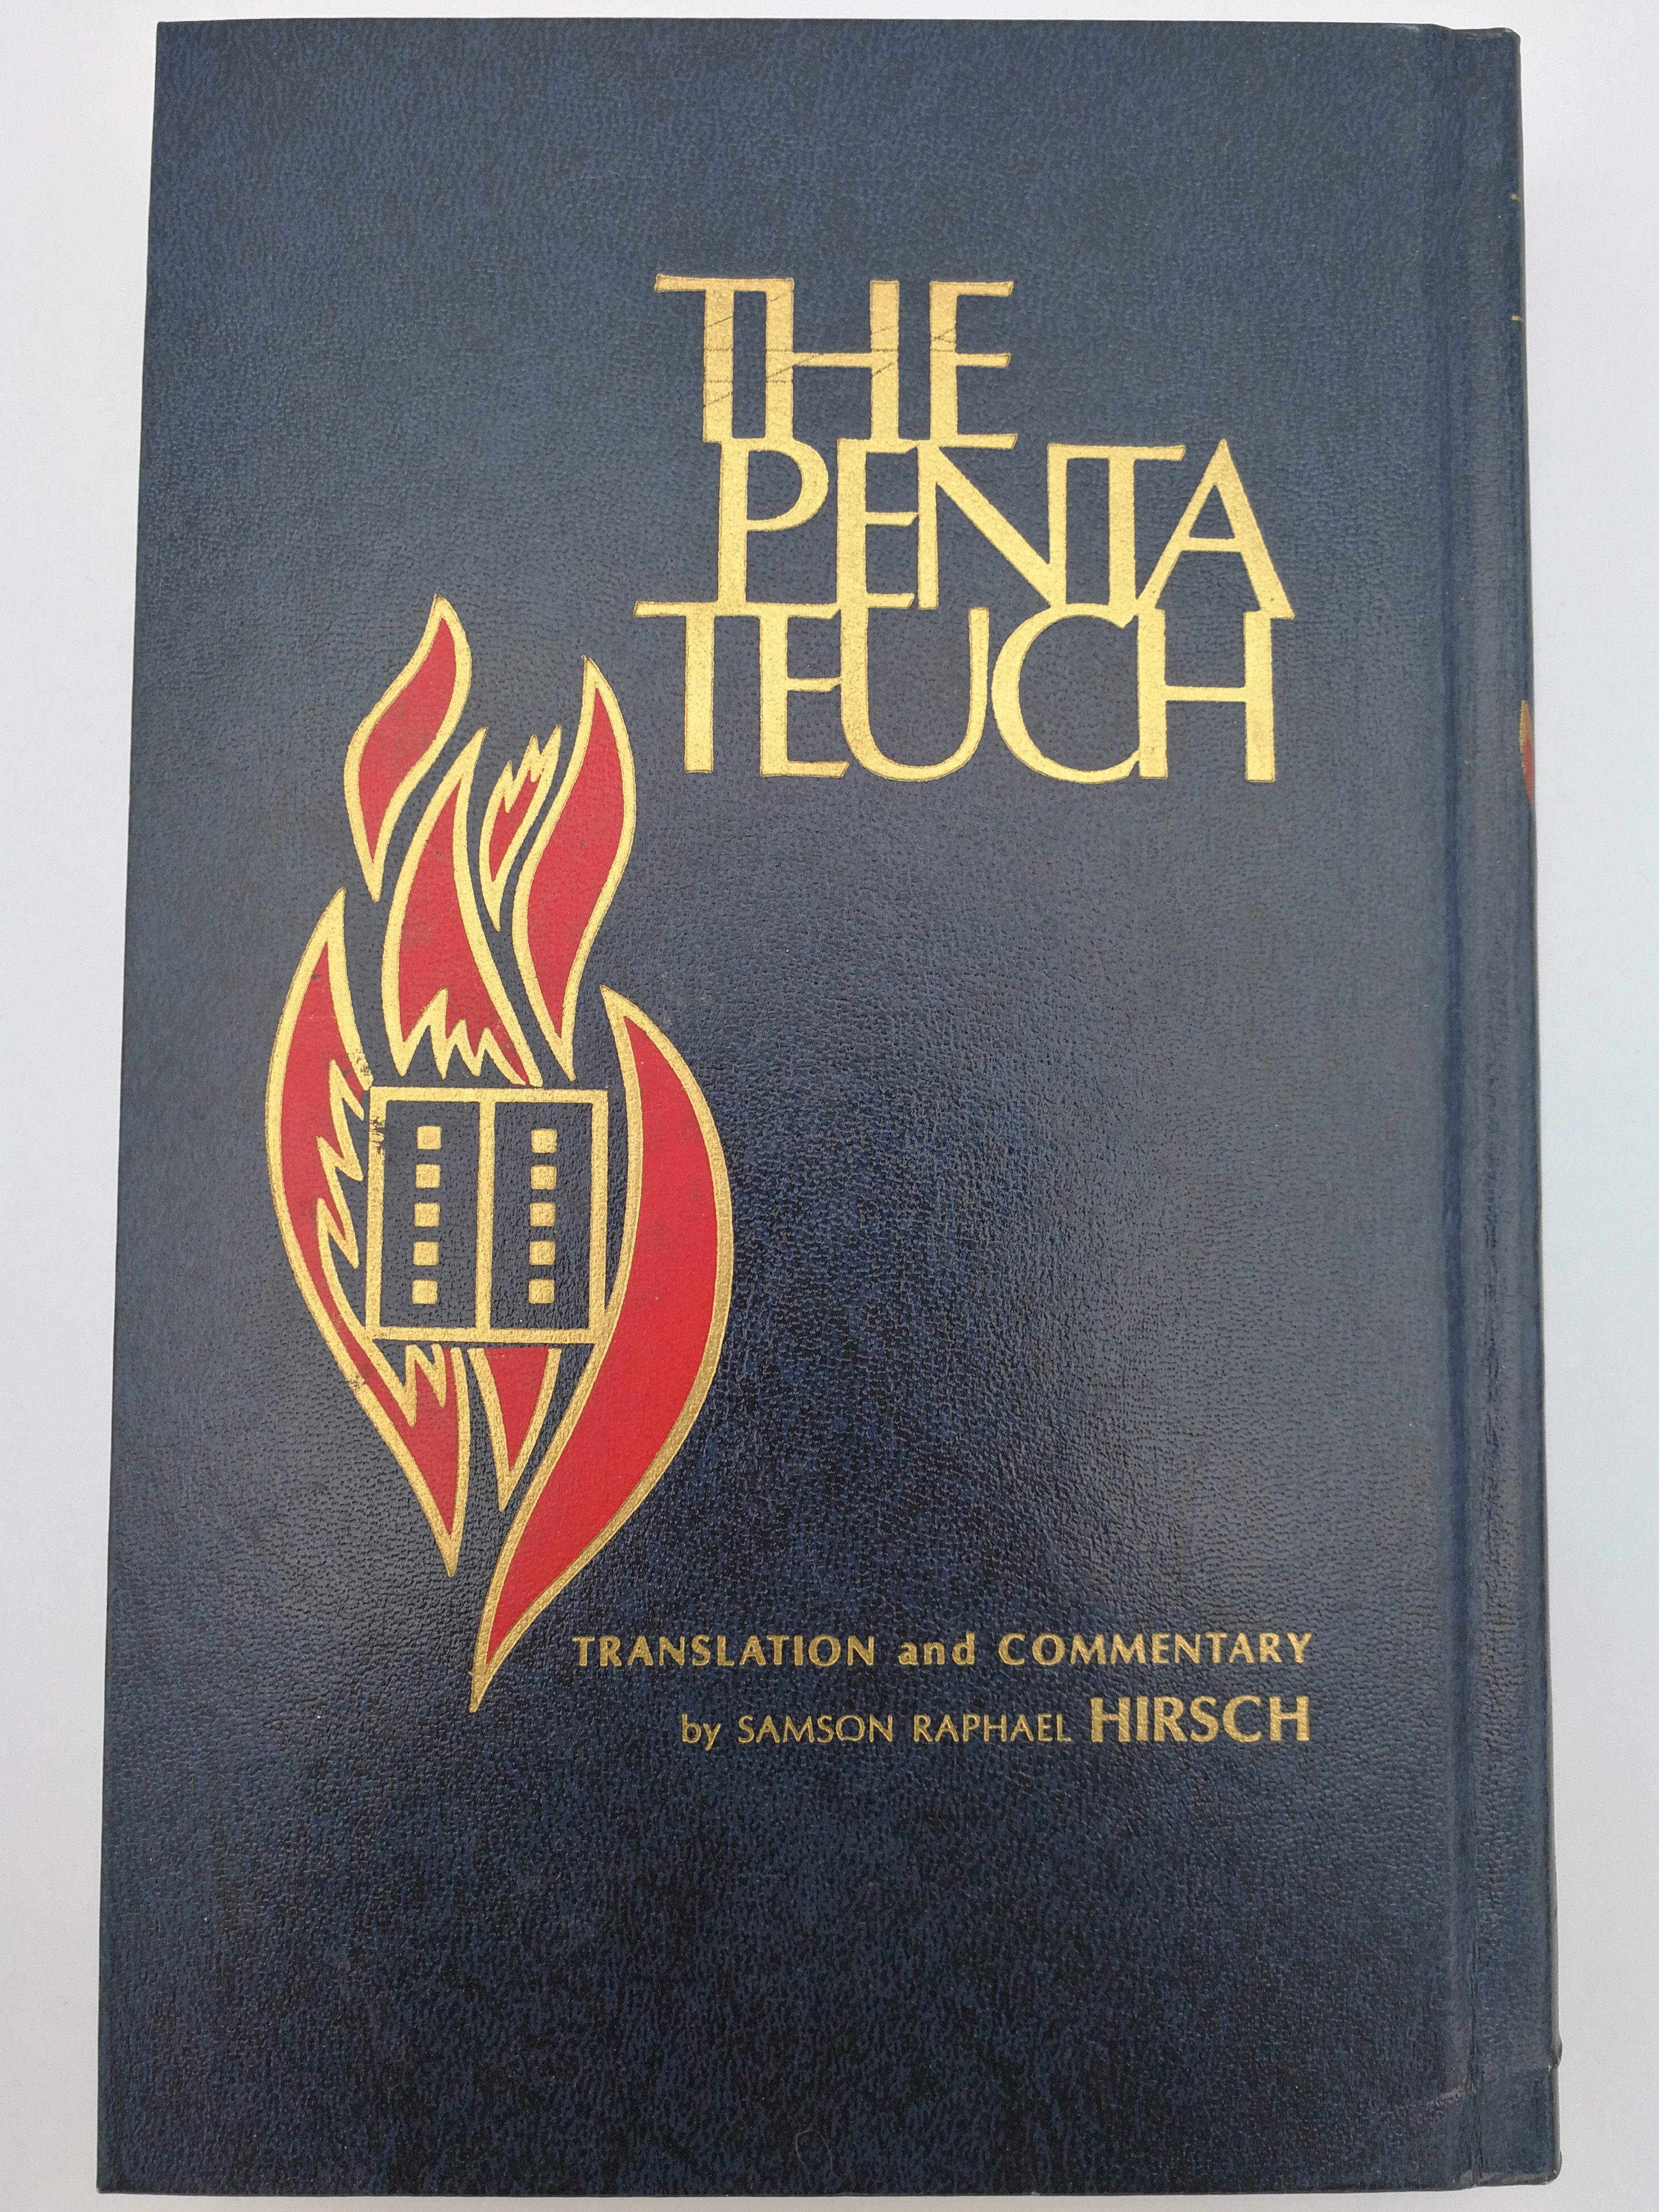 THE
PENTA
TEUCH
TRANSLATION and COMMENTARY
by SAMSON RAPHAEL HIRSCH